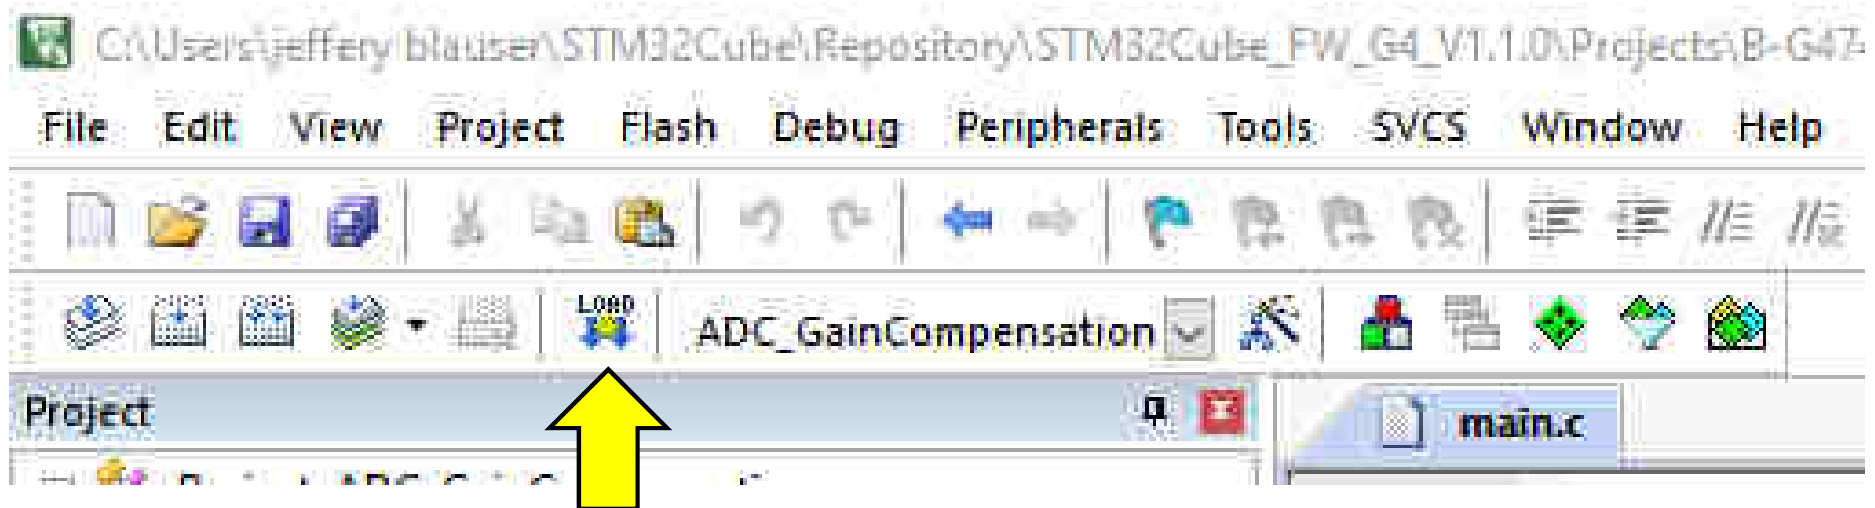 C:\Users\jeffery blauser\STM32Cube\Repository\STM32Cube_FW_G4_V1.1.0\Projects\B-G47
File Edit View Project Flash Debug Peripherals Tools SVCS Window Help
LOAD
ADC_GainCompensation
Project
main.c